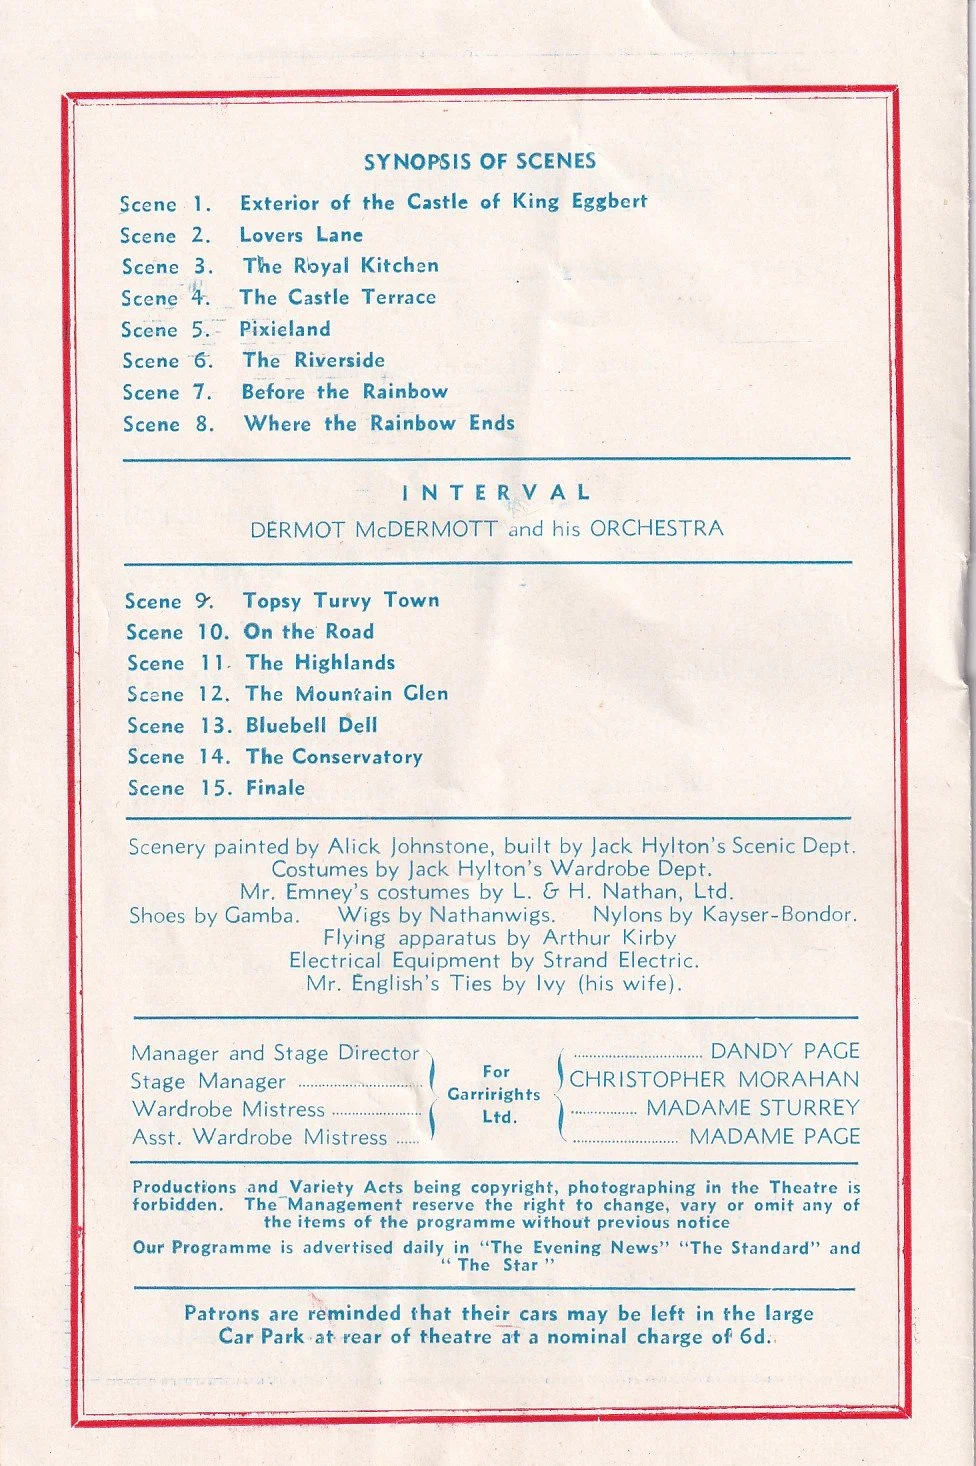 SYNOPSIS OF SCENES
Scene 1. Exterior of the Castle of King Eggbert
Scene 2. Lovers Lane
Scene 3. The Royal Kitchen
Scene 4. The Castle Terrace
Scene 5. Pixieland
Scene 6. The Riverside
Scene 7. Before the Rainbow
Scene 8. Where the Rainbow Ends
INTERVAL
DERMOT McDERMOTT and his ORCHESTRA
Scene 9. Topsy Turvy Town
Scene 10. On the Road
Scene 11. The Highlands
Scene 12. The Mountain Glen
Scene 13. Bluebell Dell
Scene 14. The Conservatory
Scene 15. Finale
Scenery painted by Alick Johnstone, built by Jack Hylton's Scenic Dept.
Costumes by Jack Hylton's Wardrobe Dept.
Mr. Emney's costumes by L. & H. Nathan, Ltd.
Shoes by Gamba. Wigs by Nathanwigs. Nylons by Kayser-Bondor.
Flying apparatus by Arthur Kirby
Electrical Equipment by Strand Electric.
Mr. English's Ties by Ivy (his wife).
Manager and Stage Director ........ DANDY PAGE
Stage Manager ........ CHRISTOPHER MORAHAN
Wardrobe Mistress ........ MADAME STURREY
Asst. Wardrobe Mistress ...... MADAME PAGE
For
Garrirights
Ltd.
Productions and Variety Acts being copyright, photographing in the Theatre is
forbidden. The Management reserve the right to change, vary or omit any of
the items of the programme without previous notice
Our Programme is advertised daily in "The Evening News" "The Standard" and
"The Star"
Patrons are reminded that their cars may be left in the large
Car Park at rear of theatre at a nominal charge of 6d.